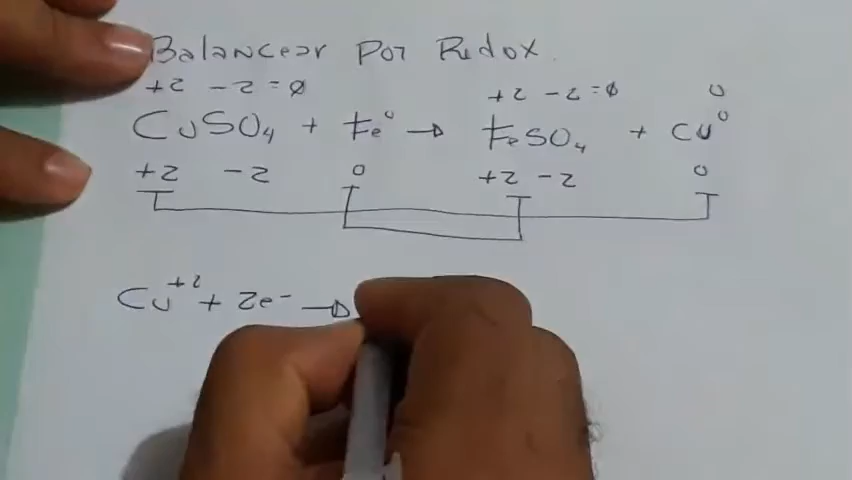 Balancear Por Redox.
+2 -2 = 0 +2 -2 = 0 0
CuSO₄ + Fe⁰ → FeSO₄ + Cu⁰
+2 -2 0 +2 -2 0
Cu⁺² + 2e⁻ →